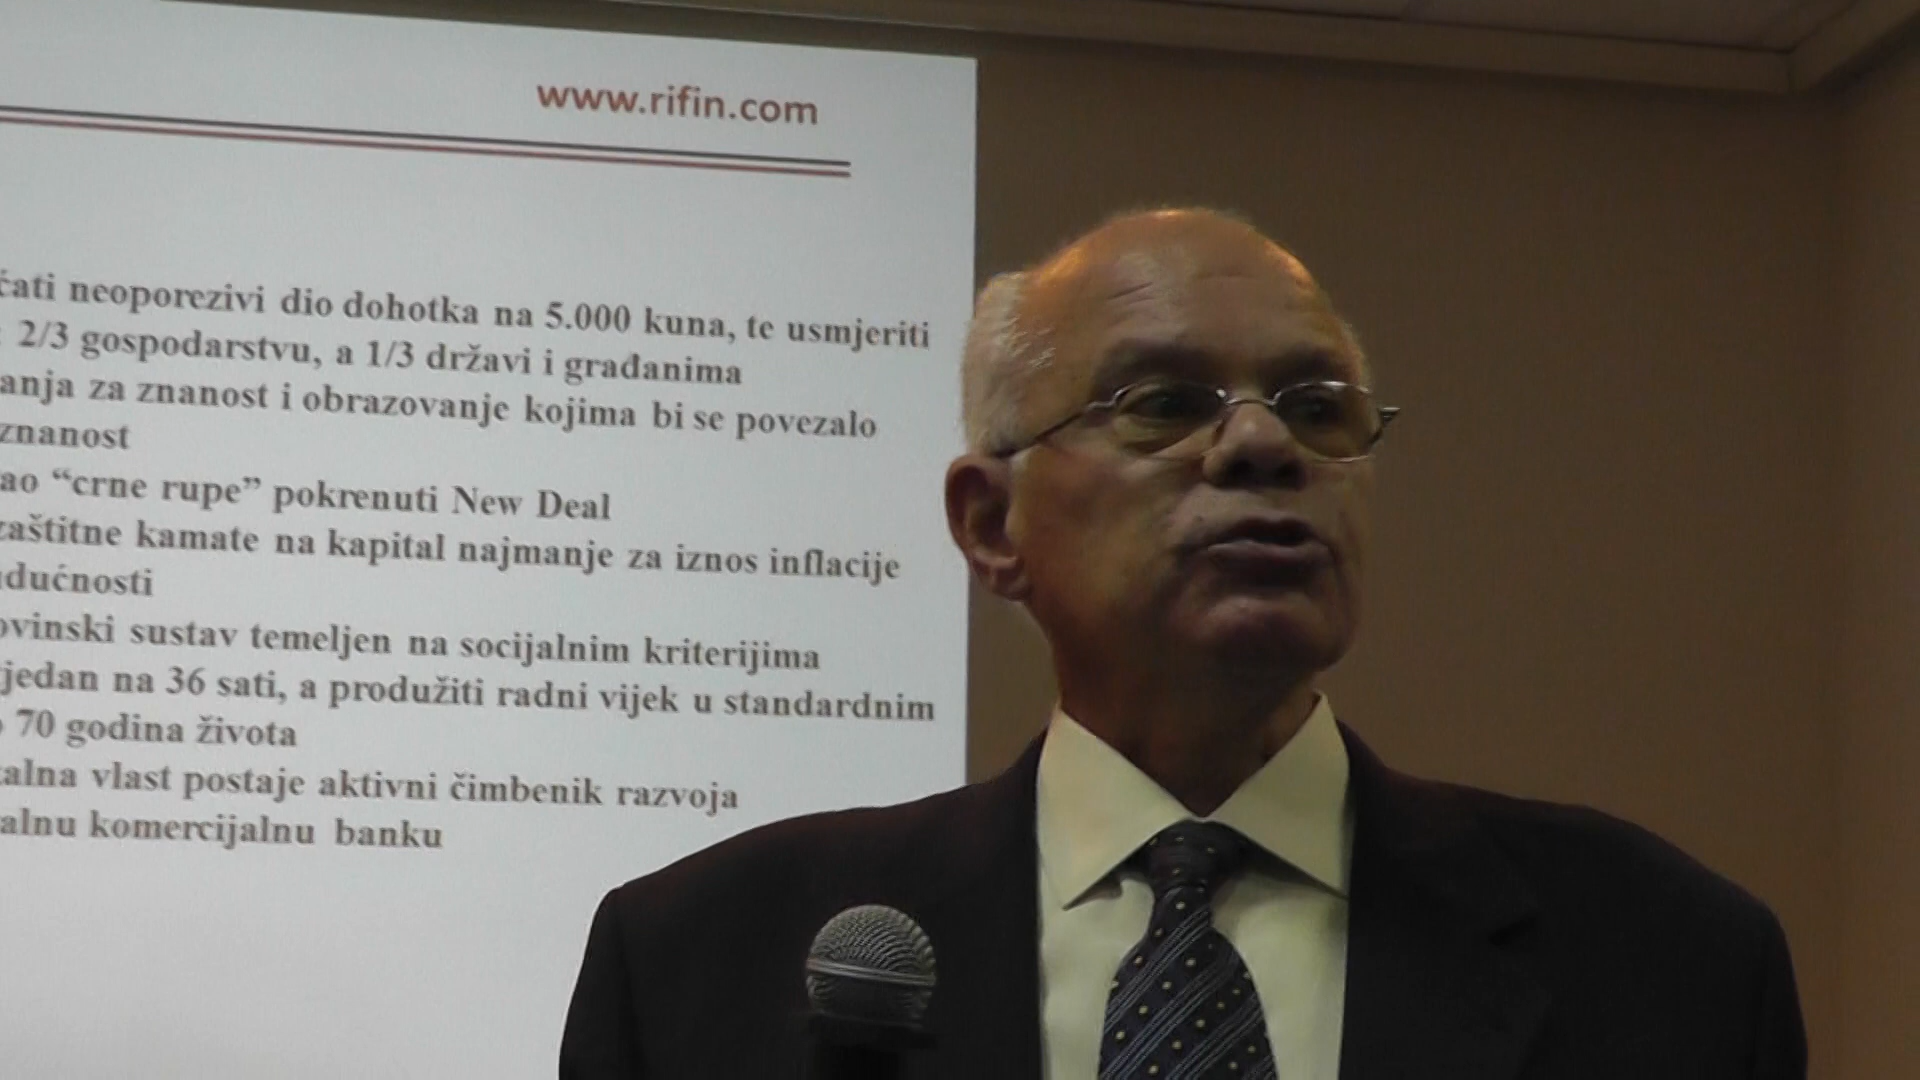 www.rifin.com
ćati neoporezivi dio dohotka na 5.000 kuna, te usmjeriti
2/3 gospodarstvu, a 1/3 državi i građanima
anja za znanost i obrazovanje kojima bi se povezalo
znanost
ao “crne rupe” pokrenuti New Deal
zaštitne kamate na kapital najmanje za iznos inflacije
dućnosti
ovinski sustav temeljen na socijalnim kriterijima
jedan na 36 sati, a produžiti radni vijek u standardnim
70 godina života
alna vlast postaje aktivni čimbenik razvoja
alnu komercijalnu banku